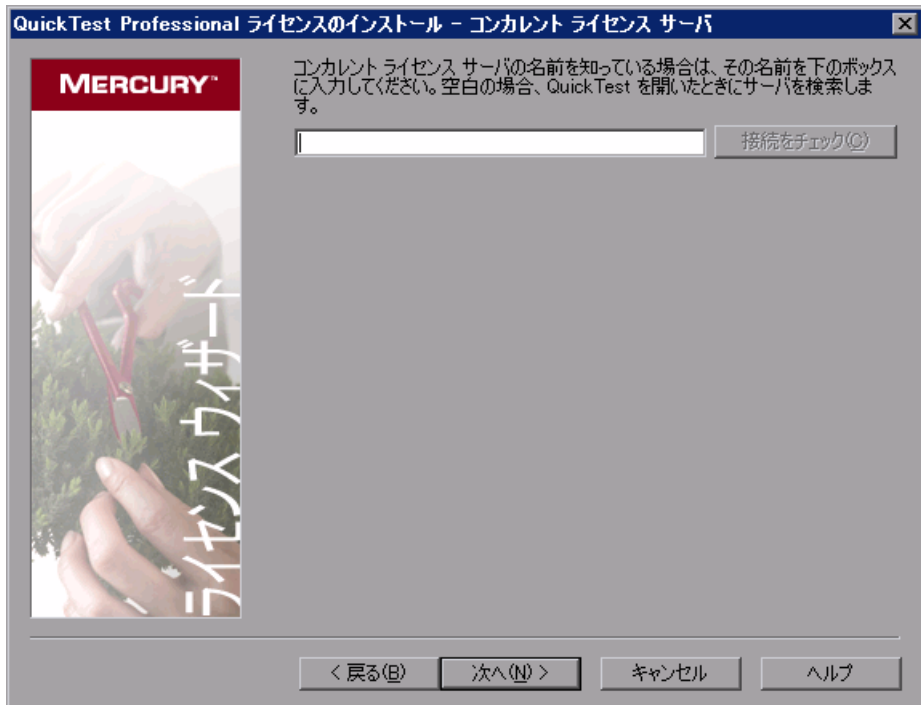 QuickTest Professional ライセンスのインストール - コンカレント ライセンス サーバ
MERCURY™
コンカレント ライセンス サーバの名前を知っている場合は、その名前を下のボックス
に入力してください。空白の場合、QuickTest を開いたときにサーバを検索しま
す。
接続をチェック(C)
ライセンス ウィザード
< 戻る(B)
次へ(N) >
キャンセル
ヘルプ